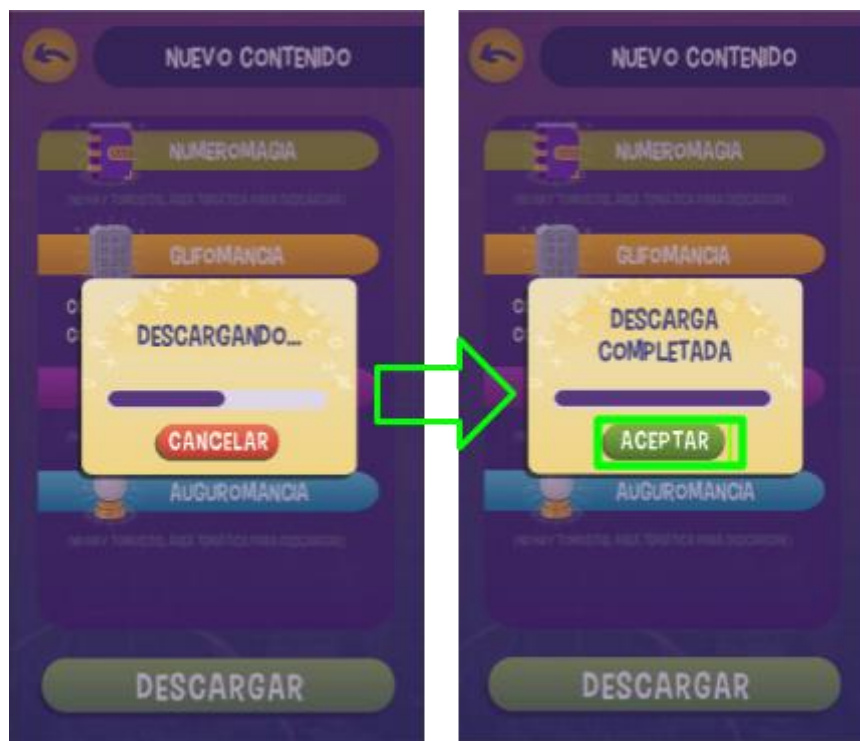 NUEVO CONTENIDO
NUMEROMAGIA
GLIFOMANCIA
C
C
DESCARGANDO...
CANCELAR
AUGUROMANCIA
DESCARGAR
NUEVO CONTENIDO
NUMEROMAGIA
GLIFOMANCIA
C
C
DESCARGA
COMPLETADA
ACEPTAR
AUGUROMANCIA
DESCARGAR